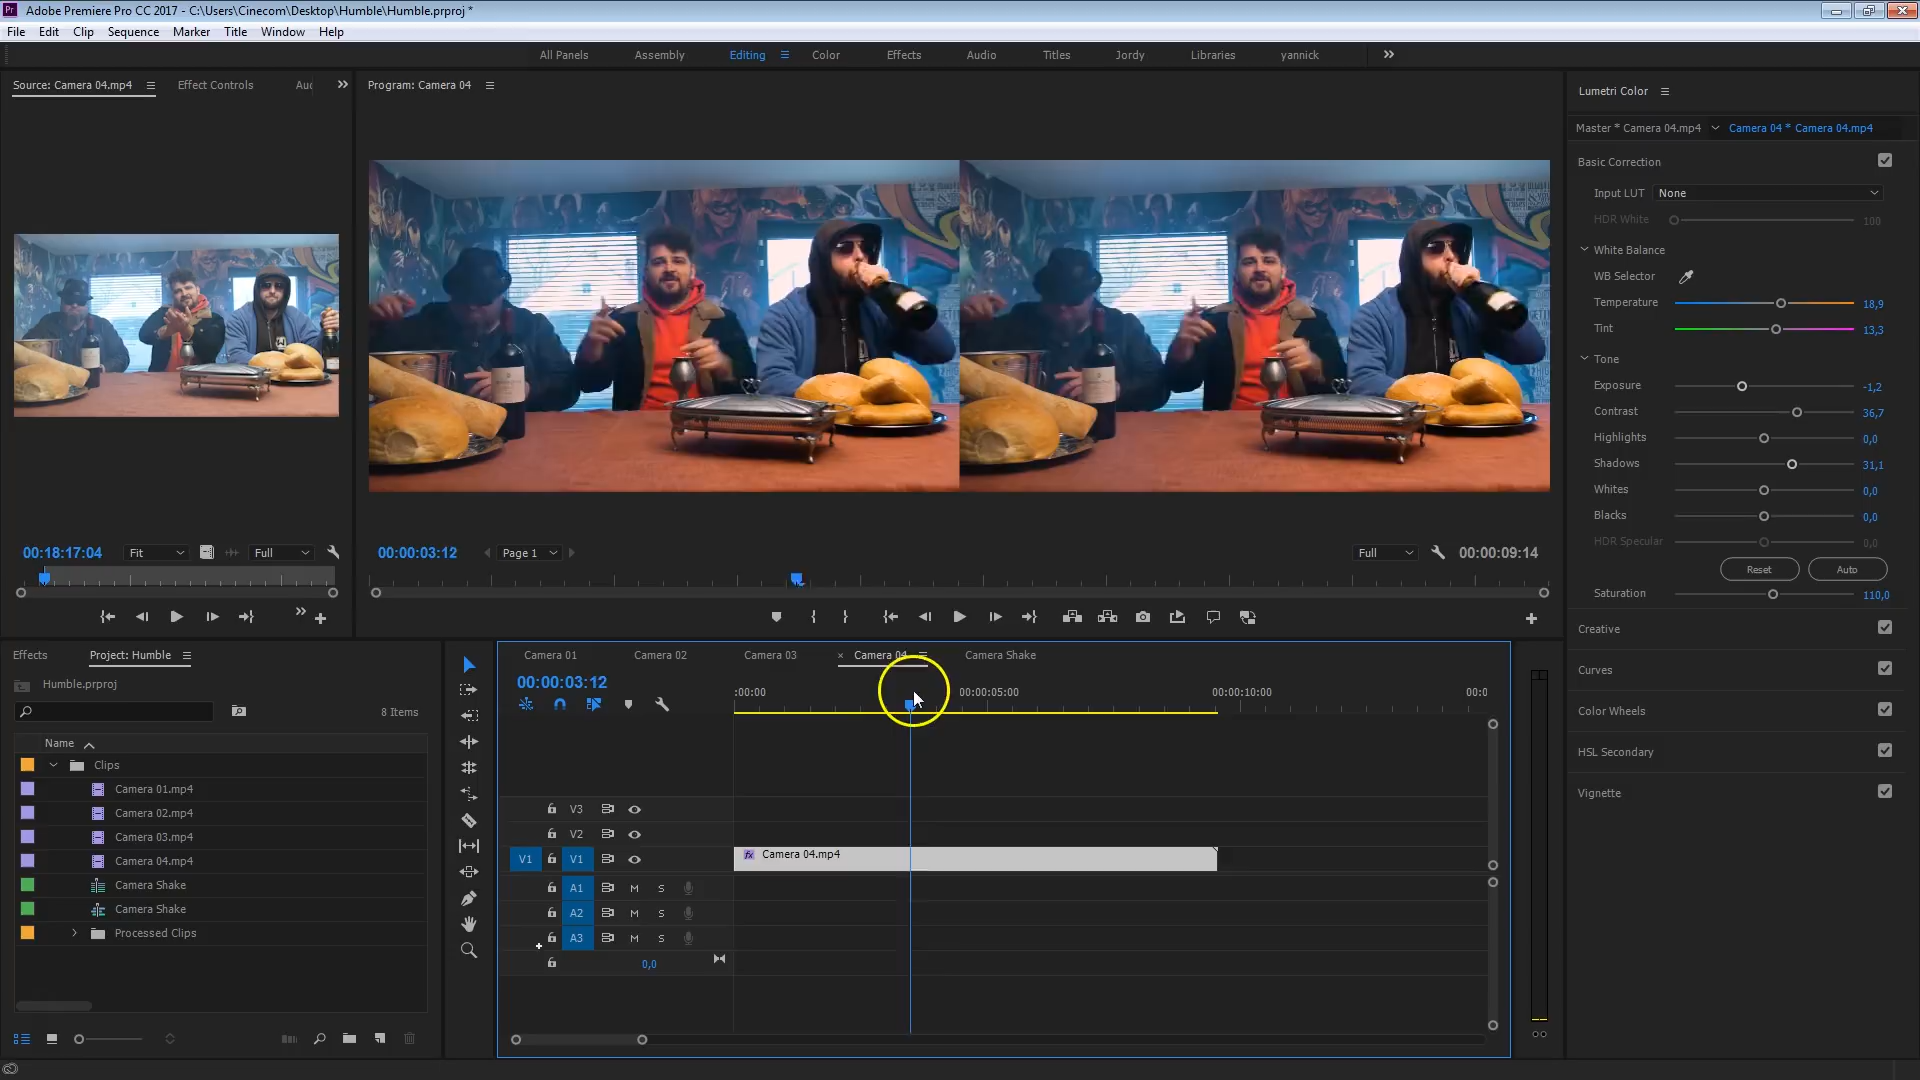 Adobe Premiere Pro CC 2017 - C:\Users\Cinecom\Desktop\Humble\Humble.prproj *
File Edit Clip Sequence Marker Title Window Help
All Panels Assembly Editing Color Effects Audio Titles Jordy Libraries yannick
Source: Camera 04.mp4 Effect Controls Auc
Program: Camera 04
00:18:17:04 Fit Full
00:00:03:12 Page 1 Full 00:00:09:14
Lumetri Color
Master * Camera 04.mp4 Camera 04 * Camera 04.mp4
Basic Correction
Input LUT None
HDR White 100
White Balance
WB Selector
Temperature 18,9
Tint 13,3
Tone
Exposure -1,2
Contrast 36,7
Highlights 0,0
Shadows 31,1
Whites 0,0
Blacks 0,0
HDR Specular 0,0
Reset Auto
Saturation 110,0
Creative
Curves
Color Wheels
HSL Secondary
Vignette
Effects Project: Humble
Humble.prproj
8 Items
Name
Clips
Camera 01.mp4
Camera 02.mp4
Camera 03.mp4
Camera 04.mp4
Camera Shake
Camera Shake
Processed Clips
Camera 01 Camera 02 Camera 03 × Camera 04 Camera Shake
00:00:03:12
:00:00 00:00:05:00 00:00:10:00 00:0
V3
V2
V1 V1 fx Camera 04.mp4
A1 M S
A2 M S
A3 M S
0,0